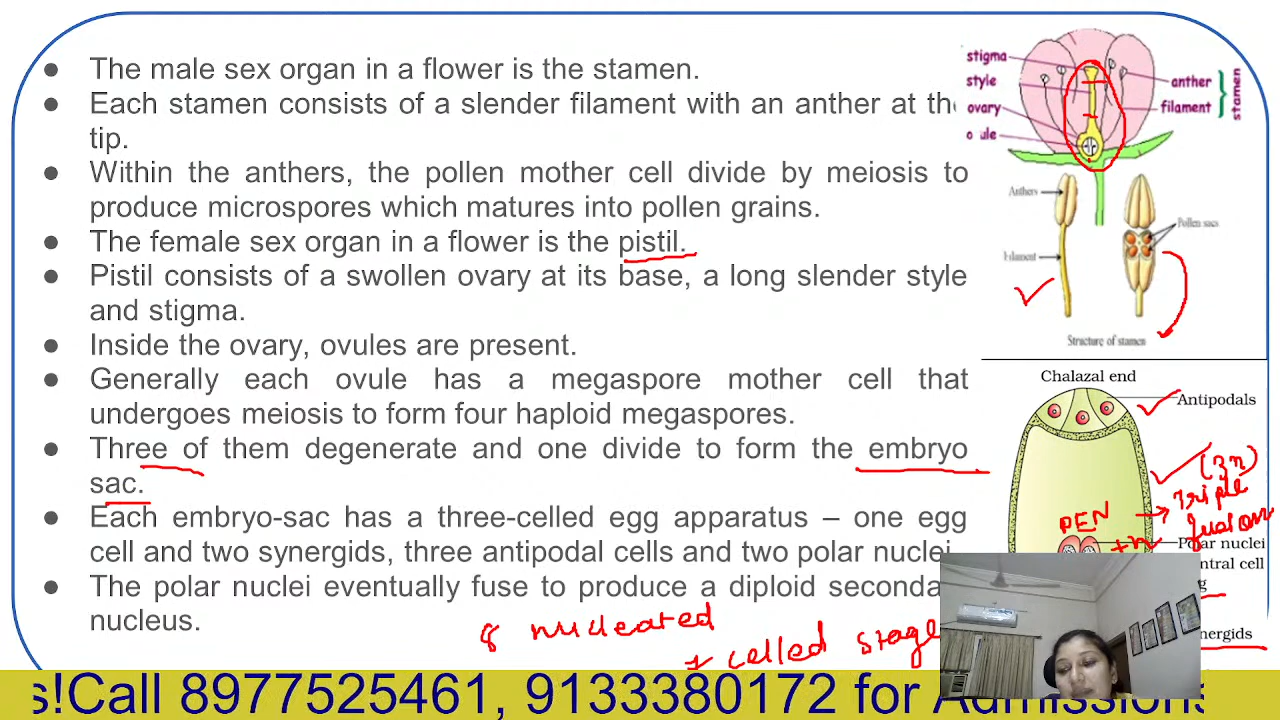 ● The male sex organ in a flower is the stamen.
● Each stamen consists of a slender filament with an anther at the
tip.
● Within the anthers, the pollen mother cell divide by meiosis to
produce microspores which matures into pollen grains.
● The female sex organ in a flower is the pistil.
● Pistil consists of a swollen ovary at its base, a long slender style
and stigma.
● Inside the ovary, ovules are present.
● Generally each ovule has a megaspore mother cell that
undergoes meiosis to form four haploid megaspores.
● Three of them degenerate and one divide to form the embryo
sac.
● Each embryo-sac has a three-celled egg apparatus – one egg
cell and two synergids, three antipodal cells and two polar nuclei.
● The polar nuclei eventually fuse to produce a diploid seconda
nucleus.
8 nucleated
celled stage
stigma
style
ovary
o ule
anther
filament
stamen
Anthers
Pollen sacs
Filament
Structure of stamen
Chalazal end
Antipodals
(3n)
Triple
fusion
PEN
+n
Polar nuclei
ntral cell
g
nergids
s!Call 8977525461, 9133380172 for Admissions